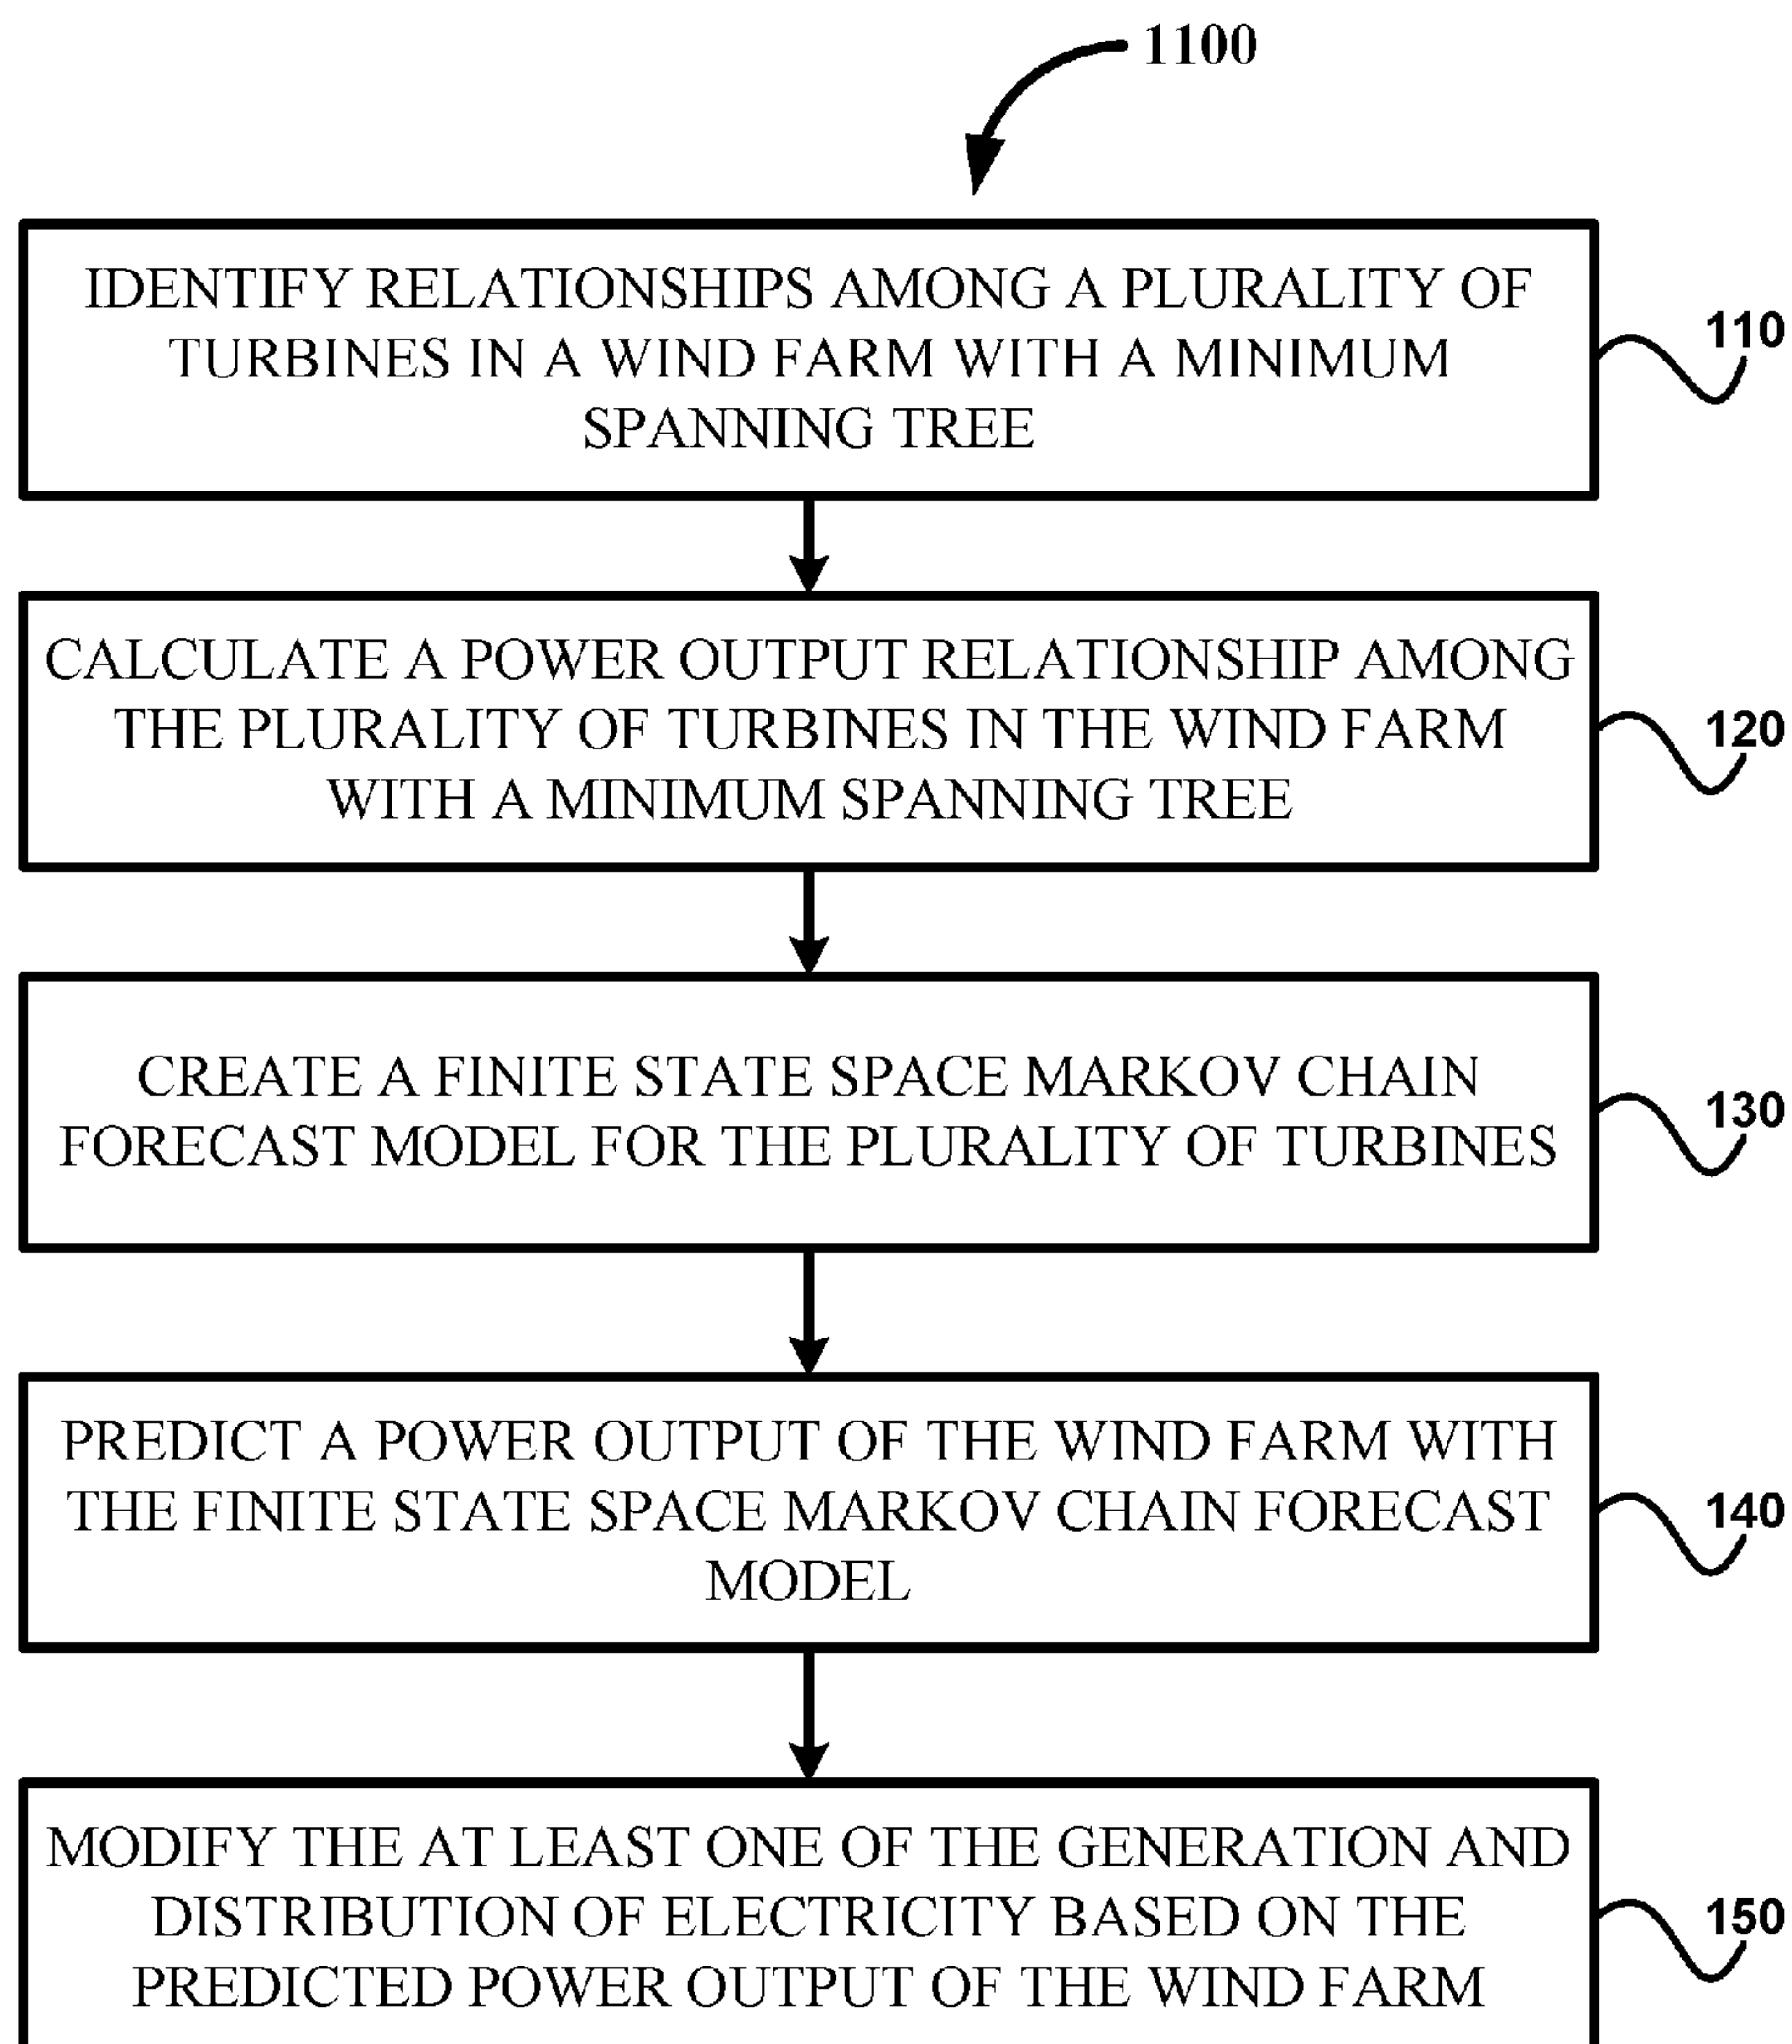 1100
IDENTIFY RELATIONSHIPS AMONG A PLURALITY OF
TURBINES IN A WIND FARM WITH A MINIMUM
SPANNING TREE
110
CALCULATE A POWER OUTPUT RELATIONSHIP AMONG
THE PLURALITY OF TURBINES IN THE WIND FARM
WITH A MINIMUM SPANNING TREE
120
CREATE A FINITE STATE SPACE MARKOV CHAIN
FORECAST MODEL FOR THE PLURALITY OF TURBINES
130
PREDICT A POWER OUTPUT OF THE WIND FARM WITH
THE FINITE STATE SPACE MARKOV CHAIN FORECAST
MODEL
140
MODIFY THE AT LEAST ONE OF THE GENERATION AND
DISTRIBUTION OF ELECTRICITY BASED ON THE
PREDICTED POWER OUTPUT OF THE WIND FARM
150